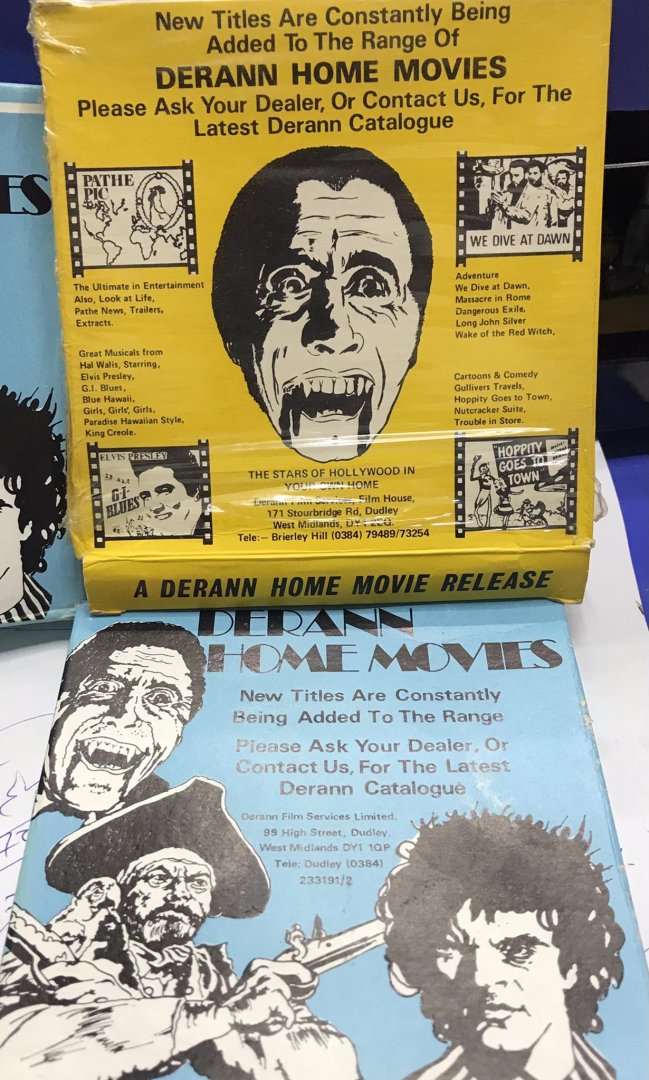 ES
New Titles Are Constantly Being
Added To The Range Of
DERANN HOME MOVIES
Please Ask Your Dealer, Or Contact Us, For The
Latest Derann Catalogue
PATHE
PIC
The Ultimate in Entertainment
Also, Look at Life,
Pathe News, Trailers,
Extracts.
Great Musicals from
Hal Walis, Starring,
Elvis Presley,
G.I. Blues,
Blue Hawaii,
Girls, Girls', Girls,
Paradise Hawaiian Style,
King Creole.
ELVIS PRESLEY
G.I.
BLUES
WE DIVE AT DAWN
Adventure
We Dive at Dawn,
Massacre in Rome
Dangerous Exile,
Long John Silver
Wake of the Red Witch,
Cartoons & Comedy
Gullivers Travels,
Hoppity Goes to Town,
Nutcracker Suite,
Trouble in Store.
HOPPITY
GOES TO
TOWN
THE STARS OF HOLLYWOOD IN
YOUR OWN HOME
Derann Film Services, Film House,
171 Stourbridge Rd, Dudley
West Midlands,
Tele:– Brierley Hill (0384) 79489/73254
A DERANN HOME MOVIE RELEASE
DERANN
HOME MOVIES
New Titles Are Constantly
Being Added To The Range
Please Ask Your Dealer, Or
Contact Us, For The Latest
Derann Catalogue
Derann Film Services Limited,
99 High Street, Dudley,
West Midlands DY1 1QP
Tele; Dudley (0384)
233191/2